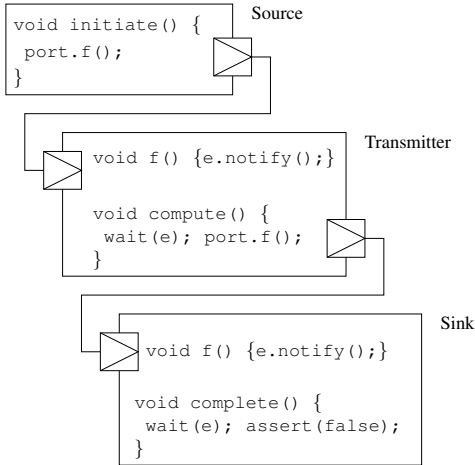 Source
void initiate() {
port.f();
}
Transmitter
void f() {e.notify();}
void compute() {
wait(e); port.f();
}
Sink
void f() {e.notify();}
void complete() {
wait(e); assert(false);
}